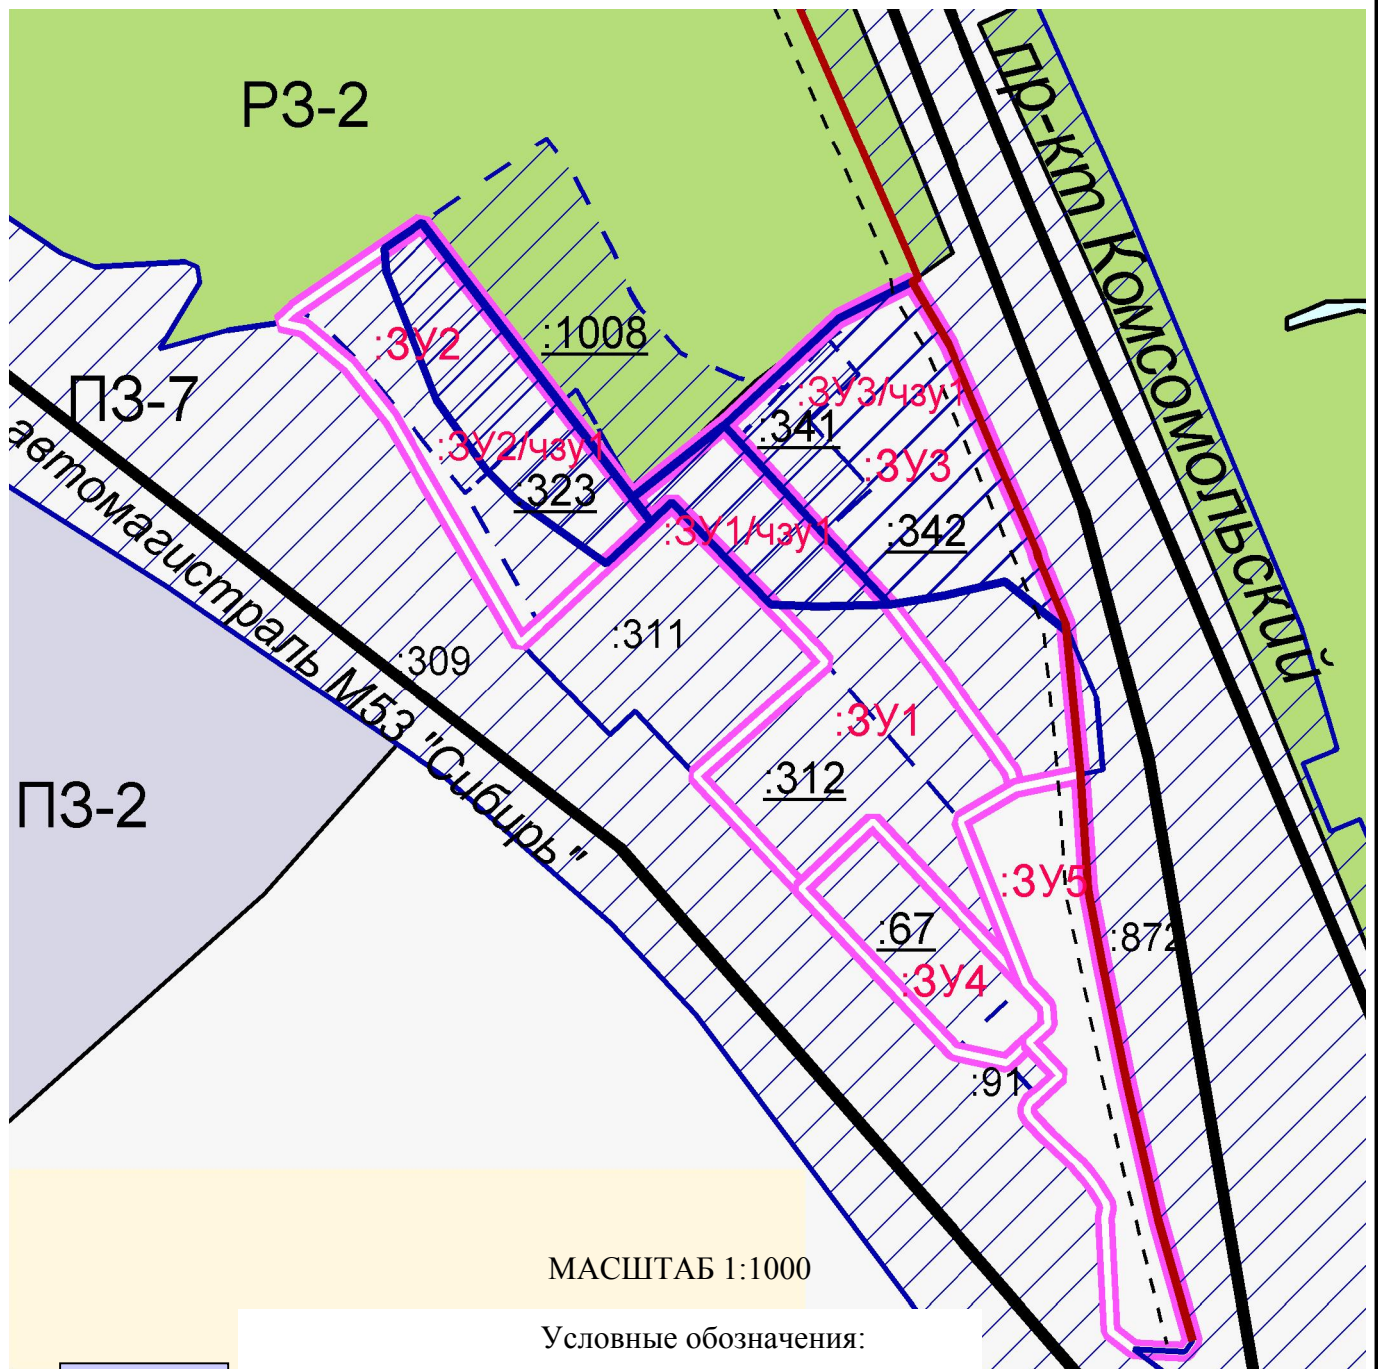 РЗ-2
пр-кт Комсомольский
:ЗУ2
:1008
ПЗ-7
:ЗУ3/чзу1
:341
автомагистраль М53 "Сибирь"
:ЗУ2/чзу1
:ЗУ3
:323
:ЗУ1/чзу1
:342
:311
:309
:ЗУ1
:312
ПЗ-2
:ЗУ5
:67
:872
:ЗУ4
:91
МАСШТАБ 1:1000
Условные обозначения: